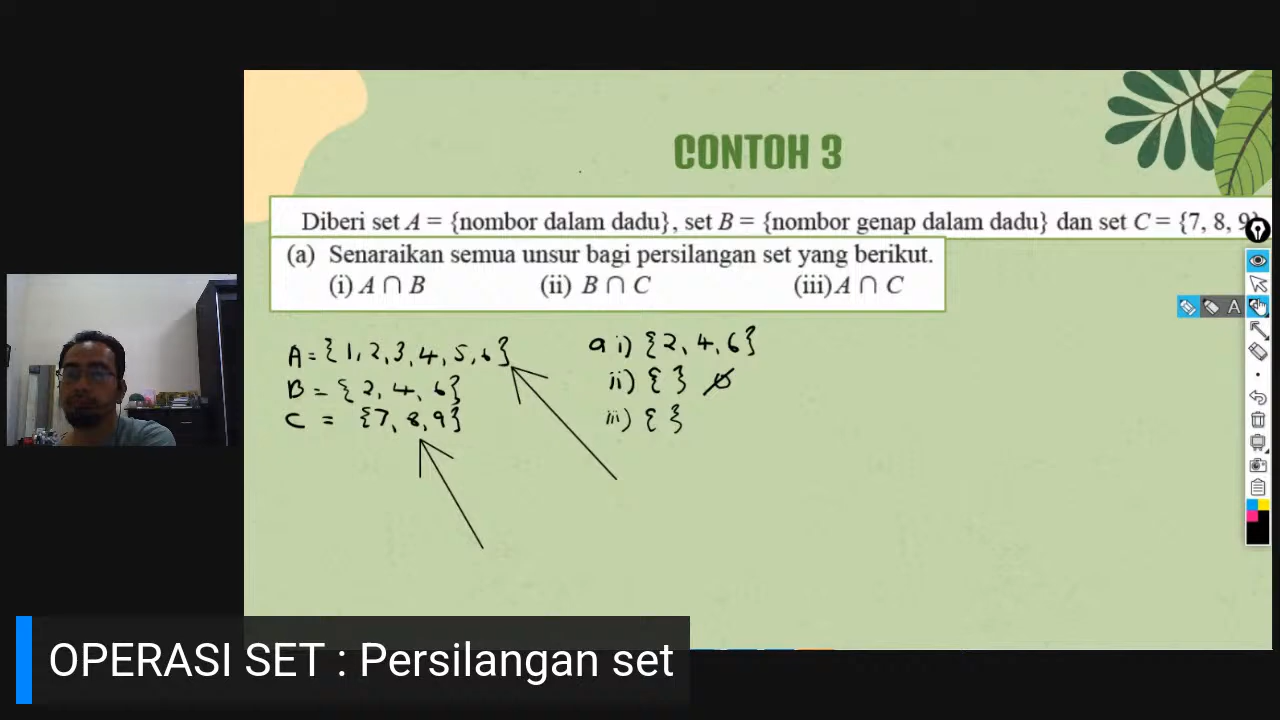 CONTOH 3
Diberi set A = {nombor dalam dadu}, set B = {nombor genap dalam dadu} dan set C = {7, 8, 9}
(a) Senaraikan semua unsur bagi persilangan set yang berikut.
(i) A ∩ B (ii) B ∩ C (iii) A ∩ C
A = {1, 2, 3, 4, 5, 6}
B = {2, 4, 6}
C = {7, 8, 9}
a i) {2, 4, 6}
ii) { } ø
iii) { }
A
OPERASI SET : Persilangan set